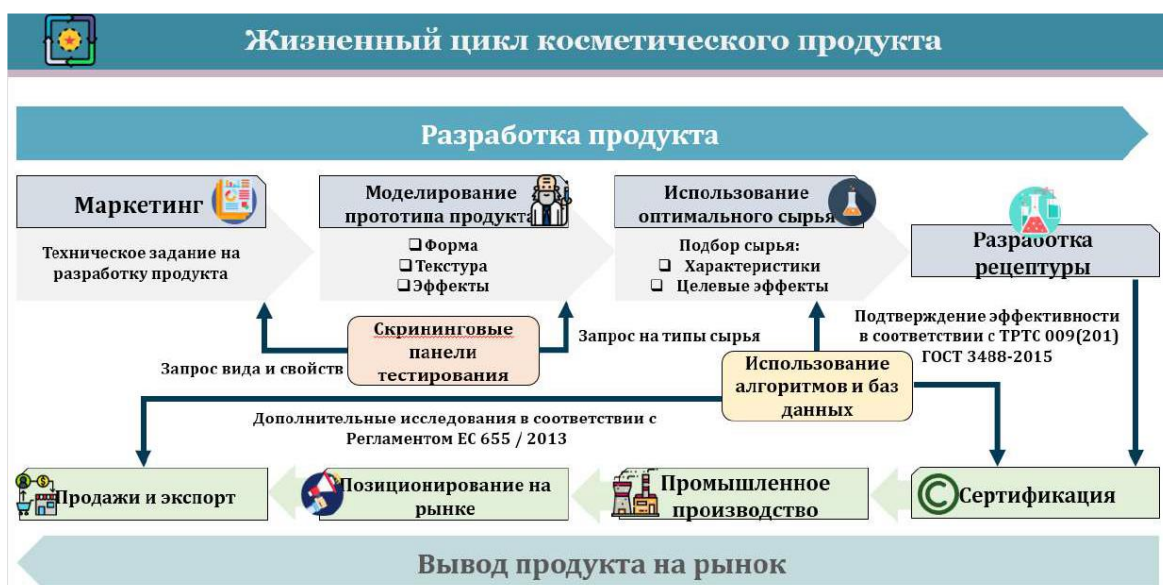 Жизненный цикл косметического продукта
Разработка продукта
Маркетинг
Техническое задание на
разработку продукта
Моделирование
прототипа продукта
Форма
Текстура
Эффекты
Использование
оптимального сырья
Подбор сырья:
Характеристики
Целевые эффекты
Разработка
рецептуры
Скрининговые
панели
тестирования
Запрос вида и свойств
Запрос на типы сырья
Использование
алгоритмов и баз
данных
Подтверждение эффективности
в соответствии с ТРТС 009(201)
ГОСТ 3488-2015
Дополнительные исследования в соответствии с
Регламентом ЕС 655 / 2013
Продажи и экспорт
Позиционирование на
рынке
Промышленное
производство
Сертификация
Вывод продукта на рынок